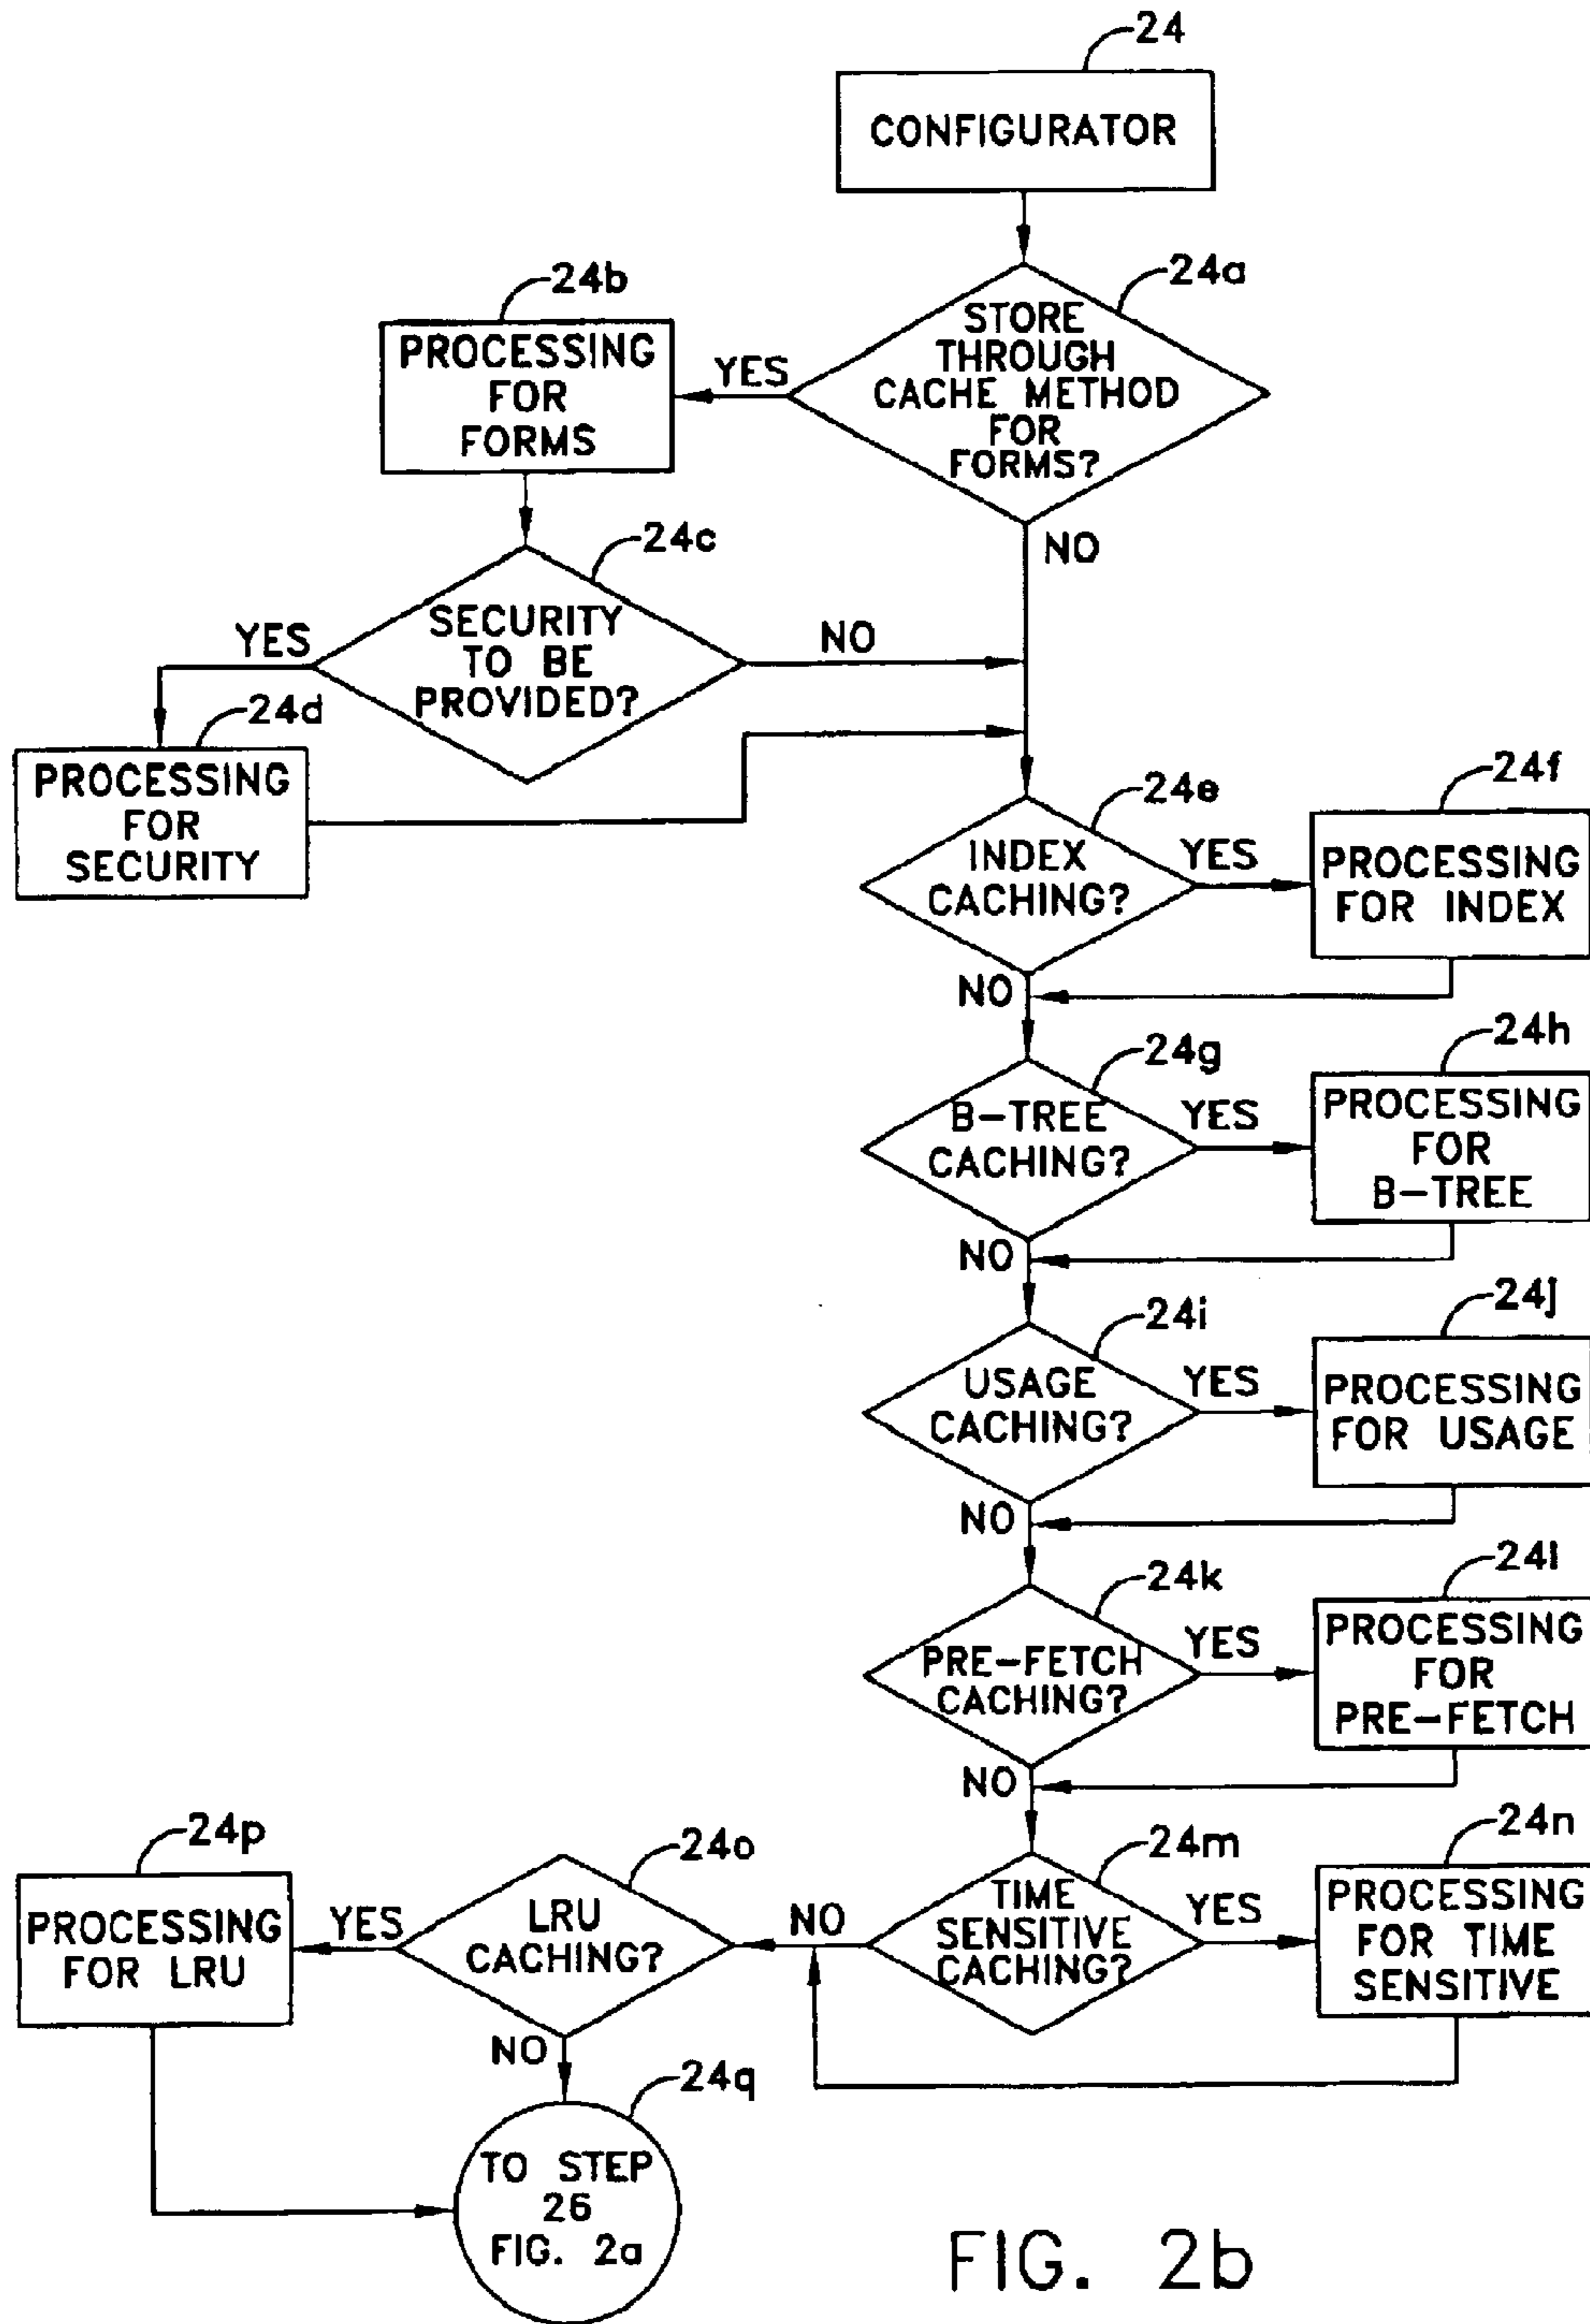 24
CONFIGURATOR
24a
STORE
THROUGH
CACHE METHOD
FOR
FORMS?
YES
NO
24b
PROCESSING
FOR
FORMS
24c
SECURITY
TO BE
PROVIDED?
YES
NO
24d
PROCESSING
FOR
SECURITY
24e
INDEX
CACHING?
YES
NO
24f
PROCESSING
FOR INDEX
24g
B-TREE
CACHING?
YES
NO
24h
PROCESSING
FOR
B-TREE
24i
USAGE
CACHING?
YES
NO
24j
PROCESSING
FOR USAGE
24k
PRE-FETCH
CACHING?
YES
NO
24l
PROCESSING
FOR
PRE-FETCH
24m
TIME
SENSITIVE
CACHING?
YES
NO
24n
PROCESSING
FOR TIME
SENSITIVE
24o
LRU
CACHING?
YES
NO
24p
PROCESSING
FOR LRU
24q
TO STEP
26
FIG. 2a
FIG. 2b